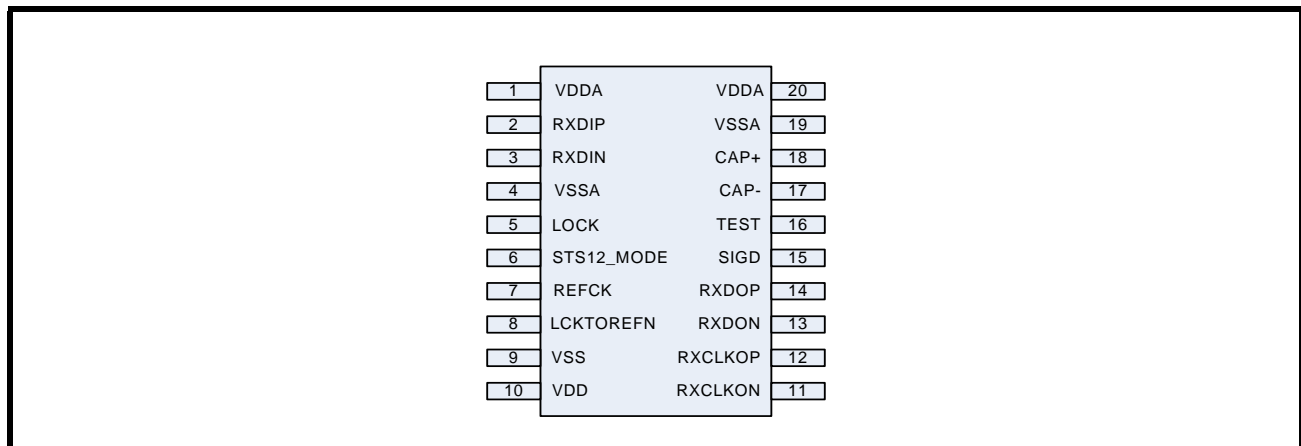 1 VDDA VDDA 20
2 RXDIP VSSA 19
3 RXDIN CAP+ 18
4 VSSA CAP- 17
5 LOCK TEST 16
6 STS12_MODE SIGD 15
7 REFCK RXDOP 14
8 LCKTOREFN RXDON 13
9 VSS RXCLKOP 12
10 VDD RXCLKON 11